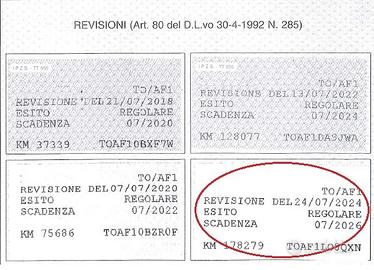 REVISIONI (Art. 80 del D.L.vo 30-4-1992 N. 285)
TO/AF1
REVISIONE DEL 21/07/2018
ESITO REGOLARE
SCADENZA 07/2020
KM 37339 TOAF10BXF7W
TO/AF1
REVISIONE DEL 13/07/2022
ESITO REGOLARE
SCADENZA 07/2024
KM 128077 TOAF1DA9JWA
TO/AF1
REVISIONE DEL 07/07/2020
ESITO REGOLARE
SCADENZA 07/2022
KM 75686 TOAF10BZR0F
TO/AF1
REVISIONE DEL 24/07/2024
ESITO REGOLARE
SCADENZA 07/2026
KM 178279